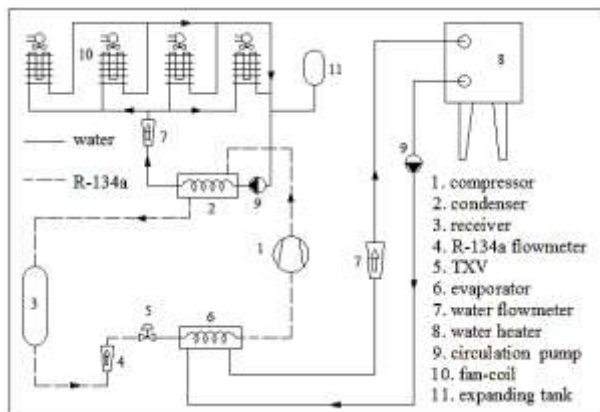 10
11
8
7
water
9
R-134a
2
9
1
7
3
5
6
4
1. compressor
2. condenser
3. receiver
4. R-134a flowmeter
5. TXV
6. evaporator
7. water flowmeter
8. water heater
9. circulation pump
10. fan-coil
11. expanding tank